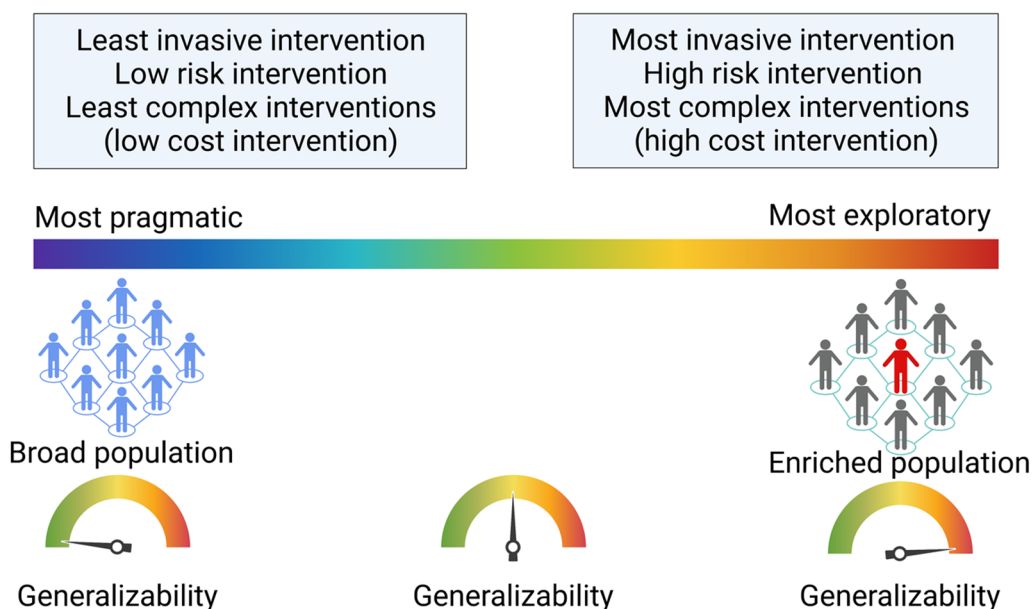 Least invasive intervention
Low risk intervention
Least complex interventions
(low cost intervention)
Most invasive intervention
High risk intervention
Most complex interventions
(high cost intervention)
Most pragmatic
Most exploratory
Broad population
Enriched population
Generalizability
Generalizability
Generalizability